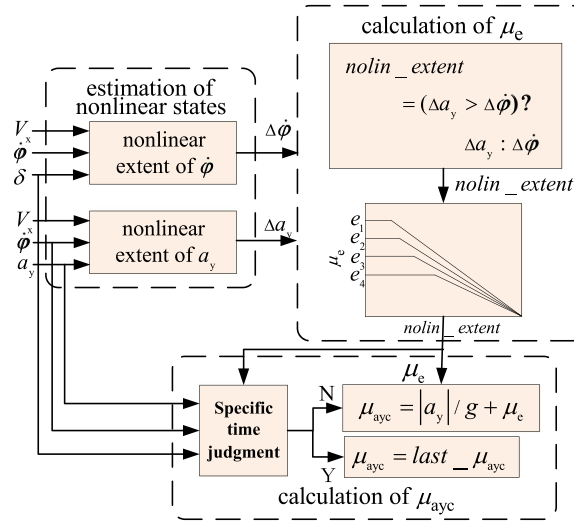 calculation of μe
nolin _ extent
= (Δay > Δφ̇)?
Δay : Δφ̇
estimation of
nonlinear states
Vx
φ̇
δ
nonlinear
extent of φ̇
Δφ̇
Vx
φ̇
ay
nonlinear
extent of ay
Δay
nolin _ extent
μe
e1
e2
e3
e4
nolin _ extent
μe
Specific
time
judgment
N
μayc = |ay| / g + μe
Y
μayc = last _ μayc
calculation of μayc